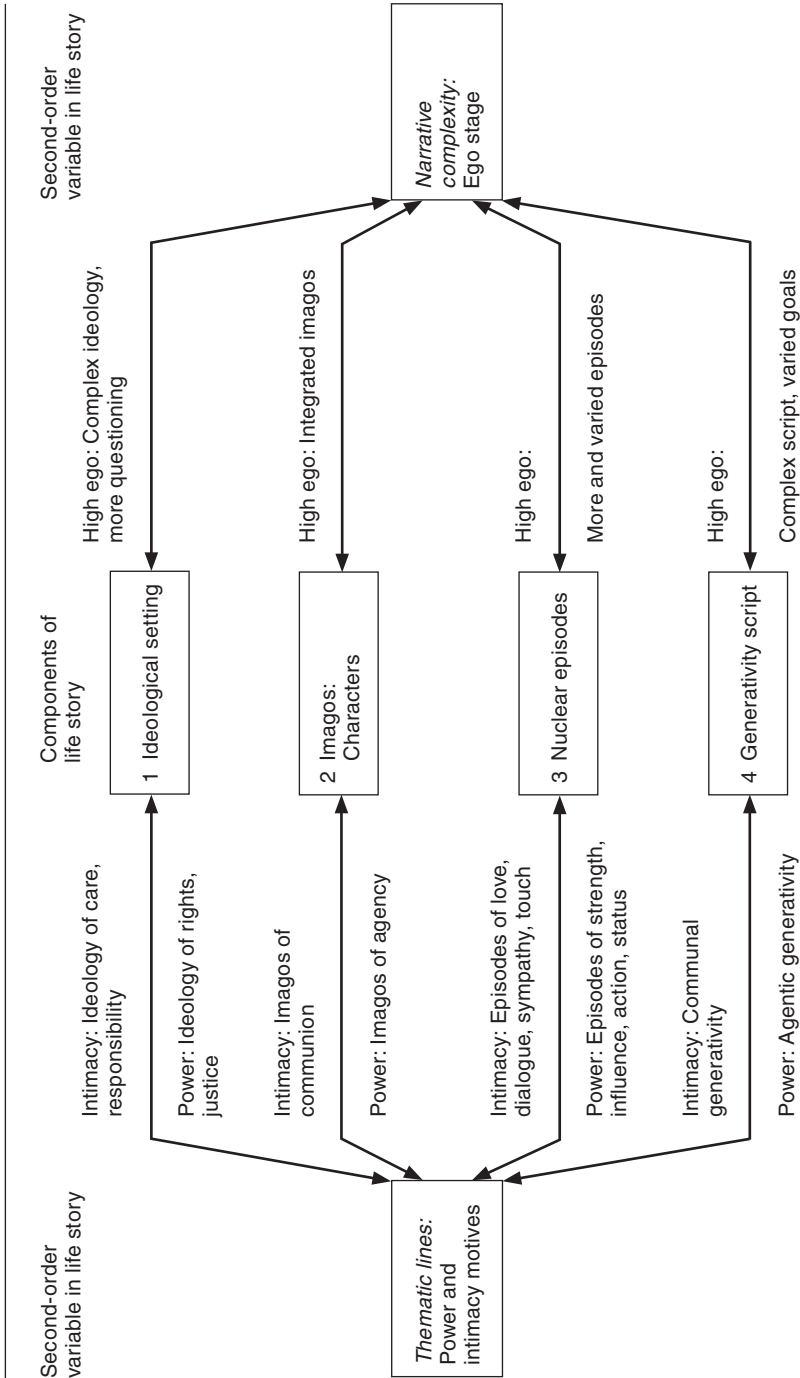 Second-order
variable in life story
Components of
life story
Second-order
variable in life story
Thematic lines:
Power and
intimacy motives
Intimacy: Ideology of care,
responsibility
Power: Ideology of rights,
justice
1 Ideological setting
High ego: Complex ideology,
more questioning
Intimacy: Imagos of
communion
Power: Imagos of agency
2 Imagos:
Characters
High ego: Integrated imagos
Intimacy: Episodes of love,
dialogue, sympathy, touch
Power: Episodes of strength,
influence, action, status
3 Nuclear episodes
High ego:
More and varied episodes
Intimacy: Communal
generativity
Power: Agentic generativity
4 Generativity script
High ego:
Complex script, varied goals
Narrative
complexity:
Ego stage